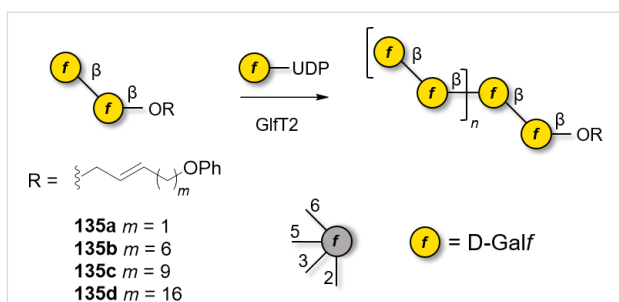 f β f β OR
f UDP
GlfT2
f β f β n f β f β OR
R = OPh m
135a m = 1
135b m = 6
135c m = 9
135d m = 16
6 5 3 2 f
f = D-Galf